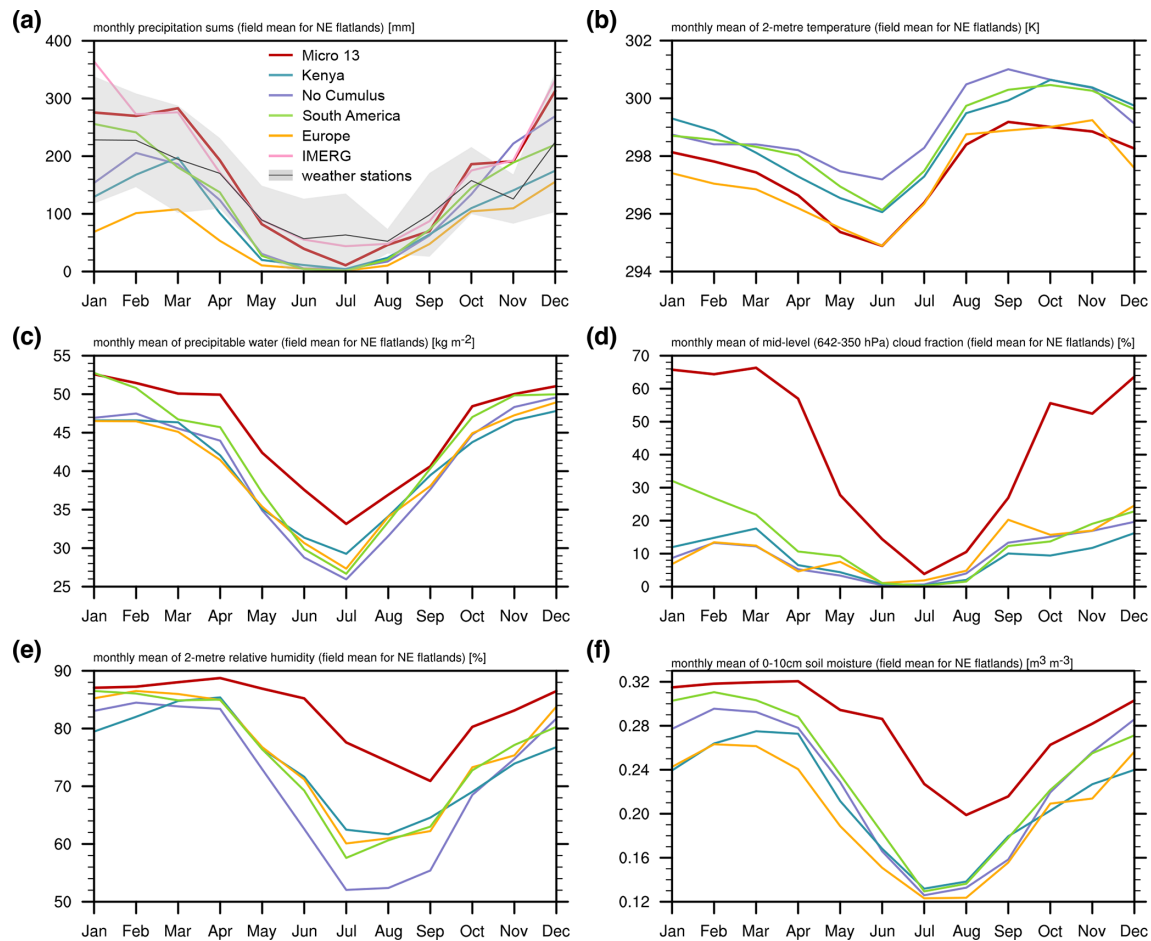 (a) monthly precipitation sums (field mean for NE flatlands) [mm]
400
300
200
100
0
Micro 13
Kenya
No Cumulus
South America
Europe
IMERG
weather stations
Jan Feb Mar Apr May Jun Jul Aug Sep Oct Nov Dec
(b) monthly mean of 2-metre temperature (field mean for NE flatlands) [K]
302
300
298
296
294
Jan Feb Mar Apr May Jun Jul Aug Sep Oct Nov Dec
(c) monthly mean of precipitable water (field mean for NE flatlands) [kg m-2]
55
50
45
40
35
30
25
Jan Feb Mar Apr May Jun Jul Aug Sep Oct Nov Dec
(d) monthly mean of mid-level (642-350 hPa) cloud fraction (field mean for NE flatlands) [%]
70
60
50
40
30
20
10
0
Jan Feb Mar Apr May Jun Jul Aug Sep Oct Nov Dec
(e) monthly mean of 2-metre relative humidity (field mean for NE flatlands) [%]
90
80
70
60
50
Jan Feb Mar Apr May Jun Jul Aug Sep Oct Nov Dec
(f) monthly mean of 0-10cm soil moisture (field mean for NE flatlands) [m3 m-3]
0.32
0.28
0.24
0.20
0.16
0.12
Jan Feb Mar Apr May Jun Jul Aug Sep Oct Nov Dec